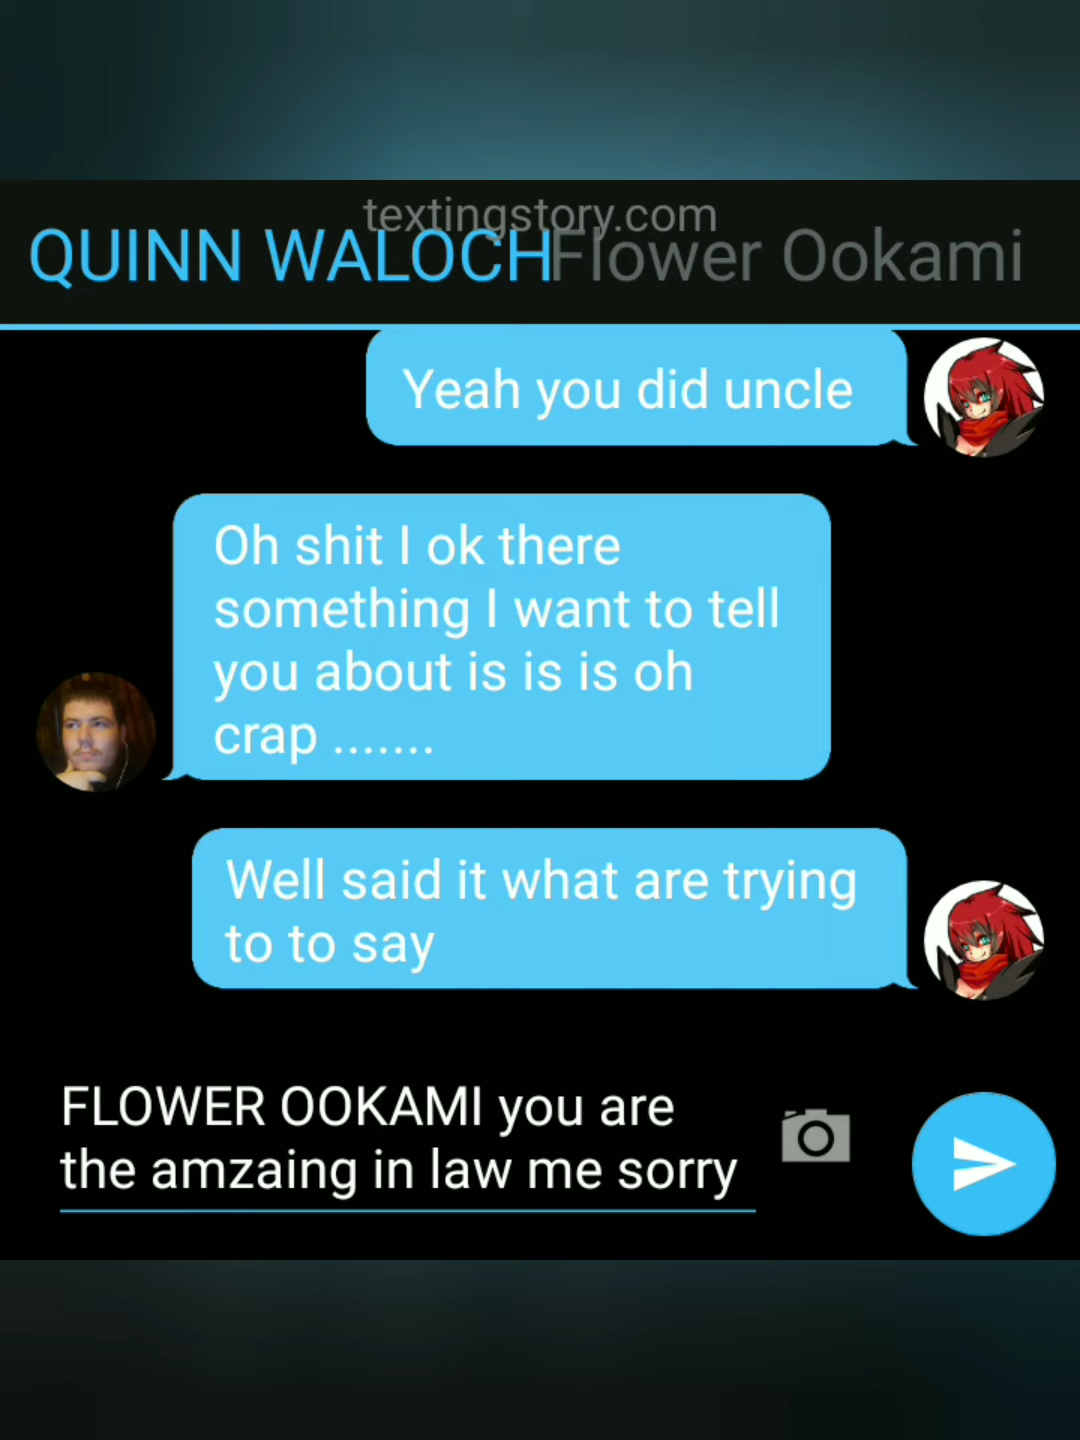 textingstory.com
QUINN WALOCH Flower Ookami
Yeah you did uncle
Oh shit I ok there
something I want to tell
you about is is is oh
crap .......
Well said it what are trying
to to say
FLOWER OOKAMI you are
the amzaing in law me sorry